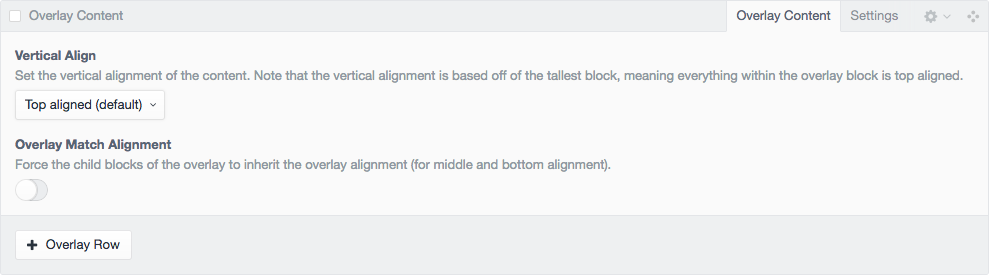 Overlay Content
Overlay Content
Settings
Vertical Align
Set the vertical alignment of the content. Note that the vertical alignment is based off of the tallest block, meaning everything within the overlay block is top aligned.
Top aligned (default)
Overlay Match Alignment
Force the child blocks of the overlay to inherit the overlay alignment (for middle and bottom alignment).
Overlay Row